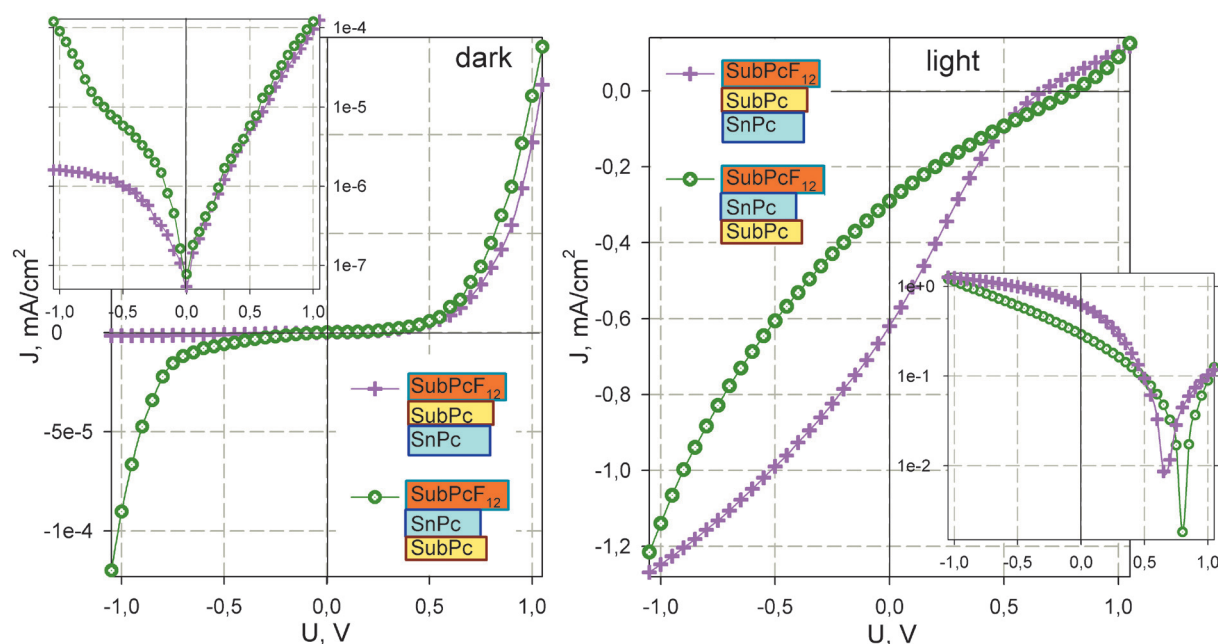 1e-4
dark
1e-5
1e-6
1e-7
-1,0 -0,5 0,0 0,5 1,0
J, mA/cm²
0
-5e-5
-1e-4
SubPcF₁₂
SubPc
SnPc
SubPcF₁₂
SnPc
SubPc
-1,0 -0,5 0,0 0,5 1,0
U, V
light
SubPcF₁₂
SubPc
SnPc
SubPcF₁₂
SnPc
SubPc
J, mA/cm²
0,0
-0,2
-0,4
-0,6
-0,8
-1,0
-1,2
1e+0
1e-1
1e-2
-1,0 -0,5 0,0 0,5 1,0
-1,0 -0,5 0,0 0,5 1,0
U, V